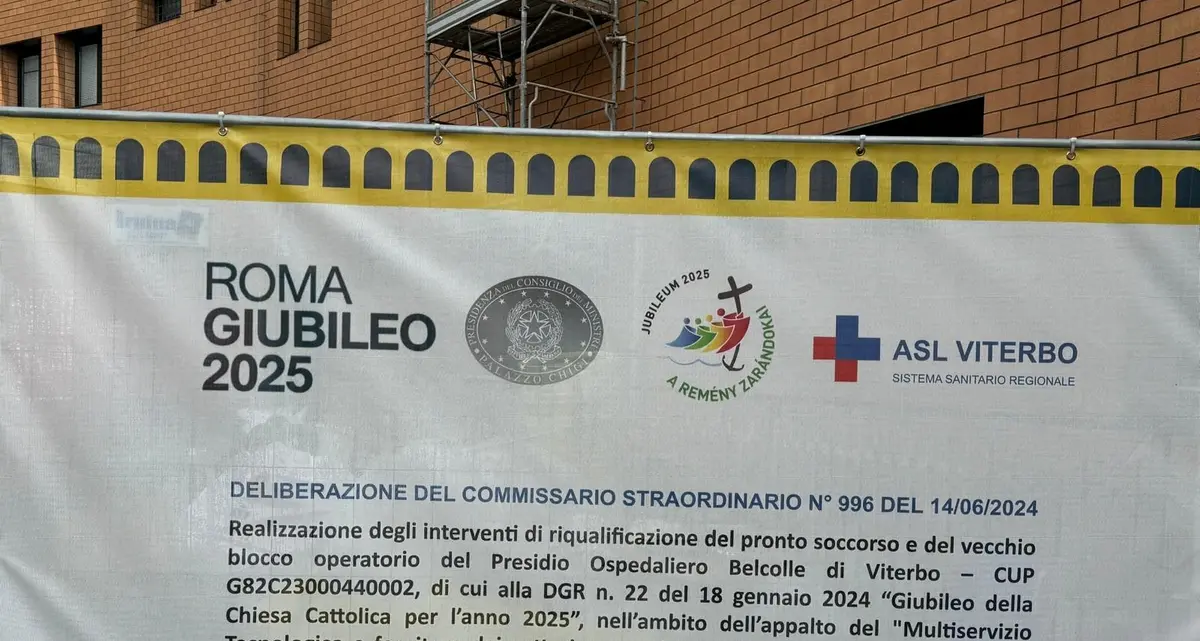 ROMA
GIUBILEO
2025
PRESIDENZA DEL CONSIGLIO DEI MINISTRI
PALAZZO CHIGI
JUBILEUM 2025
A REMÉNY ZARÁNDOKAI
ASL VITERBO
SISTEMA SANITARIO REGIONALE
DELIBERAZIONE DEL COMMISSARIO STRAORDINARIO N° 996 DEL 14/06/2024
Realizzazione degli interventi di riqualificazione del pronto soccorso e del vecchio
blocco operatorio del Presidio Ospedaliero Belcolle di Viterbo – CUP
G82C23000440002, di cui alla DGR n. 22 del 18 gennaio 2024 “Giubileo della
Chiesa Cattolica per l’anno 2025”, nell’ambito dell’appalto del "Multiservizio